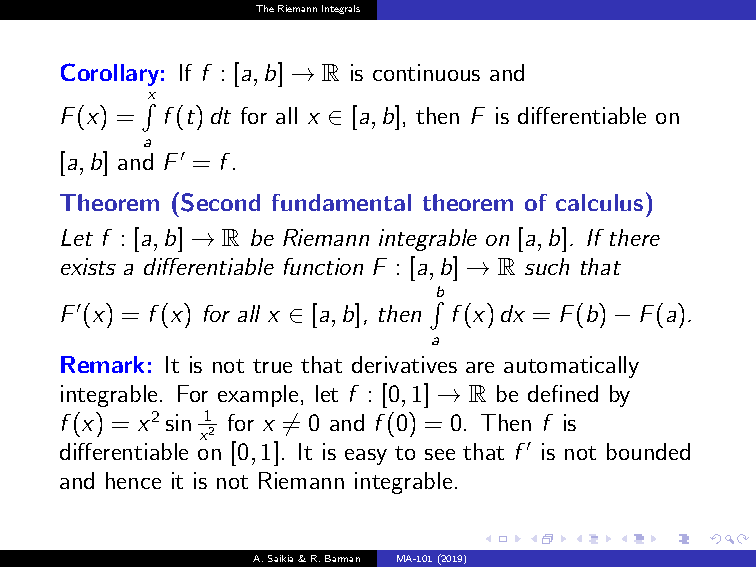 The Riemann Integrals
Corollary: If f : [a, b] → ℝ is continuous and
F(x) = ∫ₐˣ f(t) dt for all x ∈ [a, b], then F is differentiable on
[a, b] and F′ = f.
Theorem (Second fundamental theorem of calculus)
Let f : [a, b] → ℝ be Riemann integrable on [a, b]. If there
exists a differentiable function F : [a, b] → ℝ such that
F′(x) = f(x) for all x ∈ [a, b], then ∫_a^b f(x) dx = F(b) − F(a).
Remark: It is not true that derivatives are automatically
integrable. For example, let f : [0, 1] → ℝ be defined by
f(x) = x² sin 1/x² for x ≠ 0 and f(0) = 0. Then f is
differentiable on [0, 1]. It is easy to see that f′ is not bounded
and hence it is not Riemann integrable.
A. Saikia & R. Barman MA-101 (2019)